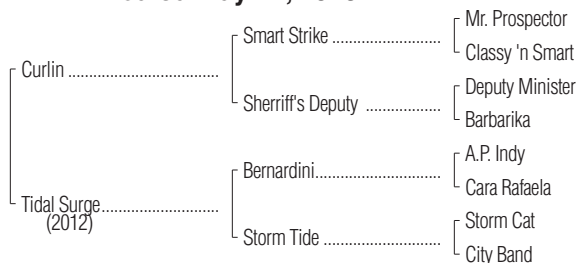 Mr. Prospector
Smart Strike ....................
Classy 'n Smart
Curlin ....................................
Deputy Minister
Sherriff's Deputy ..................
Barbarika
A.P. Indy
Bernardini..............................
Cara Rafaela
Tidal Surge............................
(2012)
Storm Cat
Storm Tide ..........................
City Band